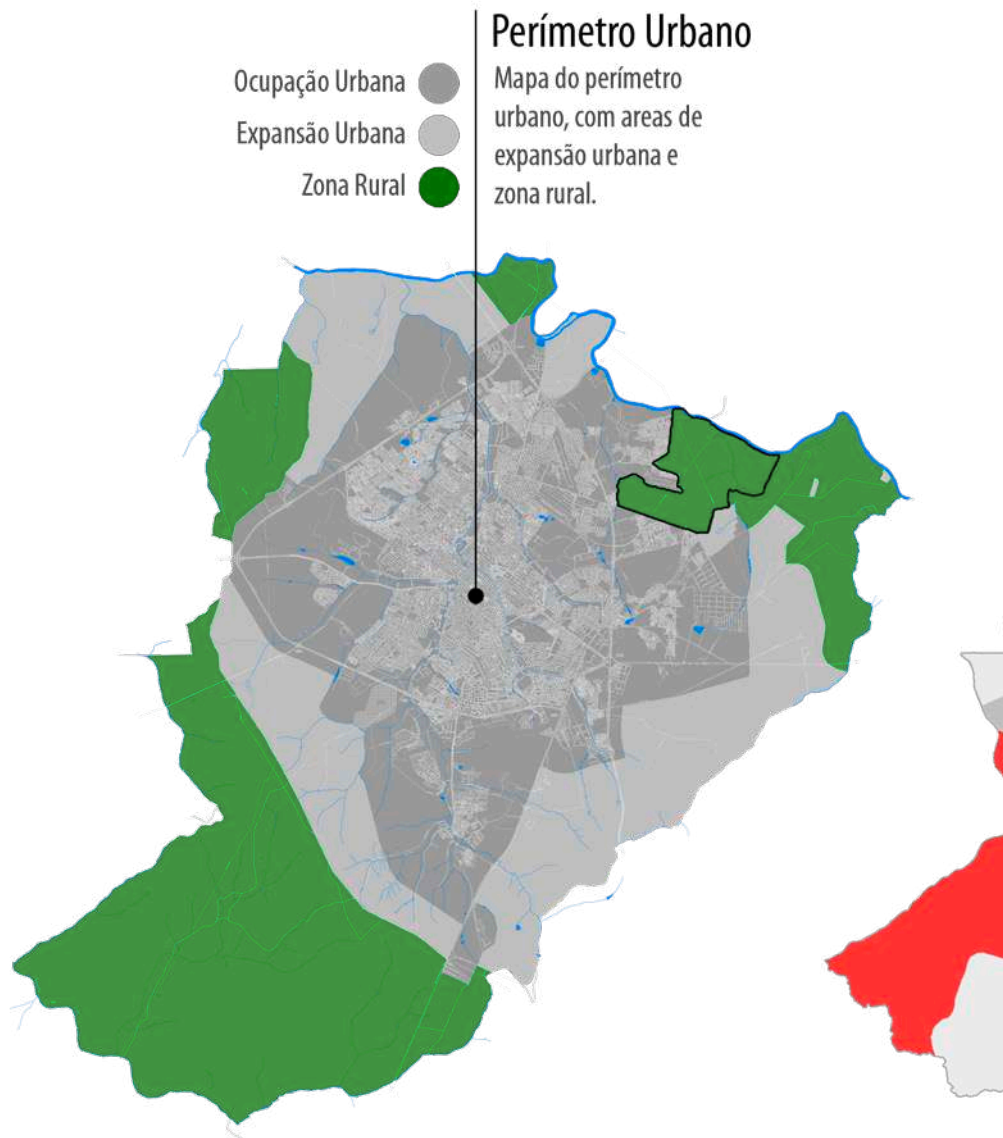 Perímetro Urbano
Mapa do perímetro
urbano, com areas de
expansão urbana e
zona rural.
Ocupação Urbana
Expansão Urbana
Zona Rural